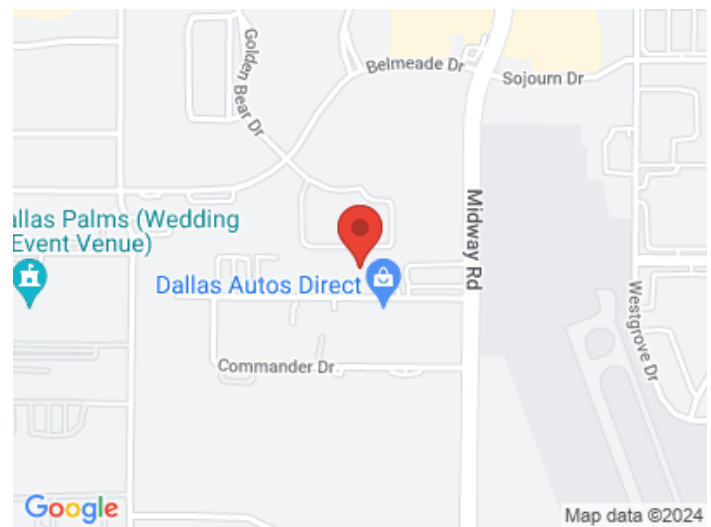 Golden Bear Dr
Belmeade Dr
Sojourn Dr
allas Palms (Wedding
Event Venue)
Midway Rd
Dallas Autos Direct
Westgrove Dr
Commander Dr
Google
Map data ©2024